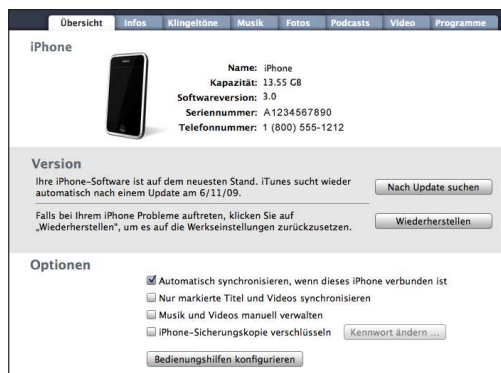 Übersicht Infos Klingeltöne Musik Fotos Podcasts Video Programme
iPhone
Name: iPhone
Kapazität: 13.55 GB
Softwareversion: 3.0
Seriennummer: A1234567890
Telefonnummer: 1 (800) 555-1212
Version
Ihre iPhone-Software ist auf dem neuesten Stand. iTunes sucht wieder
automatisch nach einem Update am 6/11/09.
Nach Update suchen
Falls bei Ihrem iPhone Probleme auftreten, klicken Sie auf
„Wiederherstellen“, um es auf die Werkseinstellungen zurückzusetzen.
Wiederherstellen
Optionen
Automatisch synchronisieren, wenn dieses iPhone verbunden ist
Nur markierte Titel und Videos synchronisieren
Musik und Videos manuell verwalten
iPhone-Sicherungskopie verschlüsseln Kennwort ändern ...
Bedienungshilfen konfigurieren